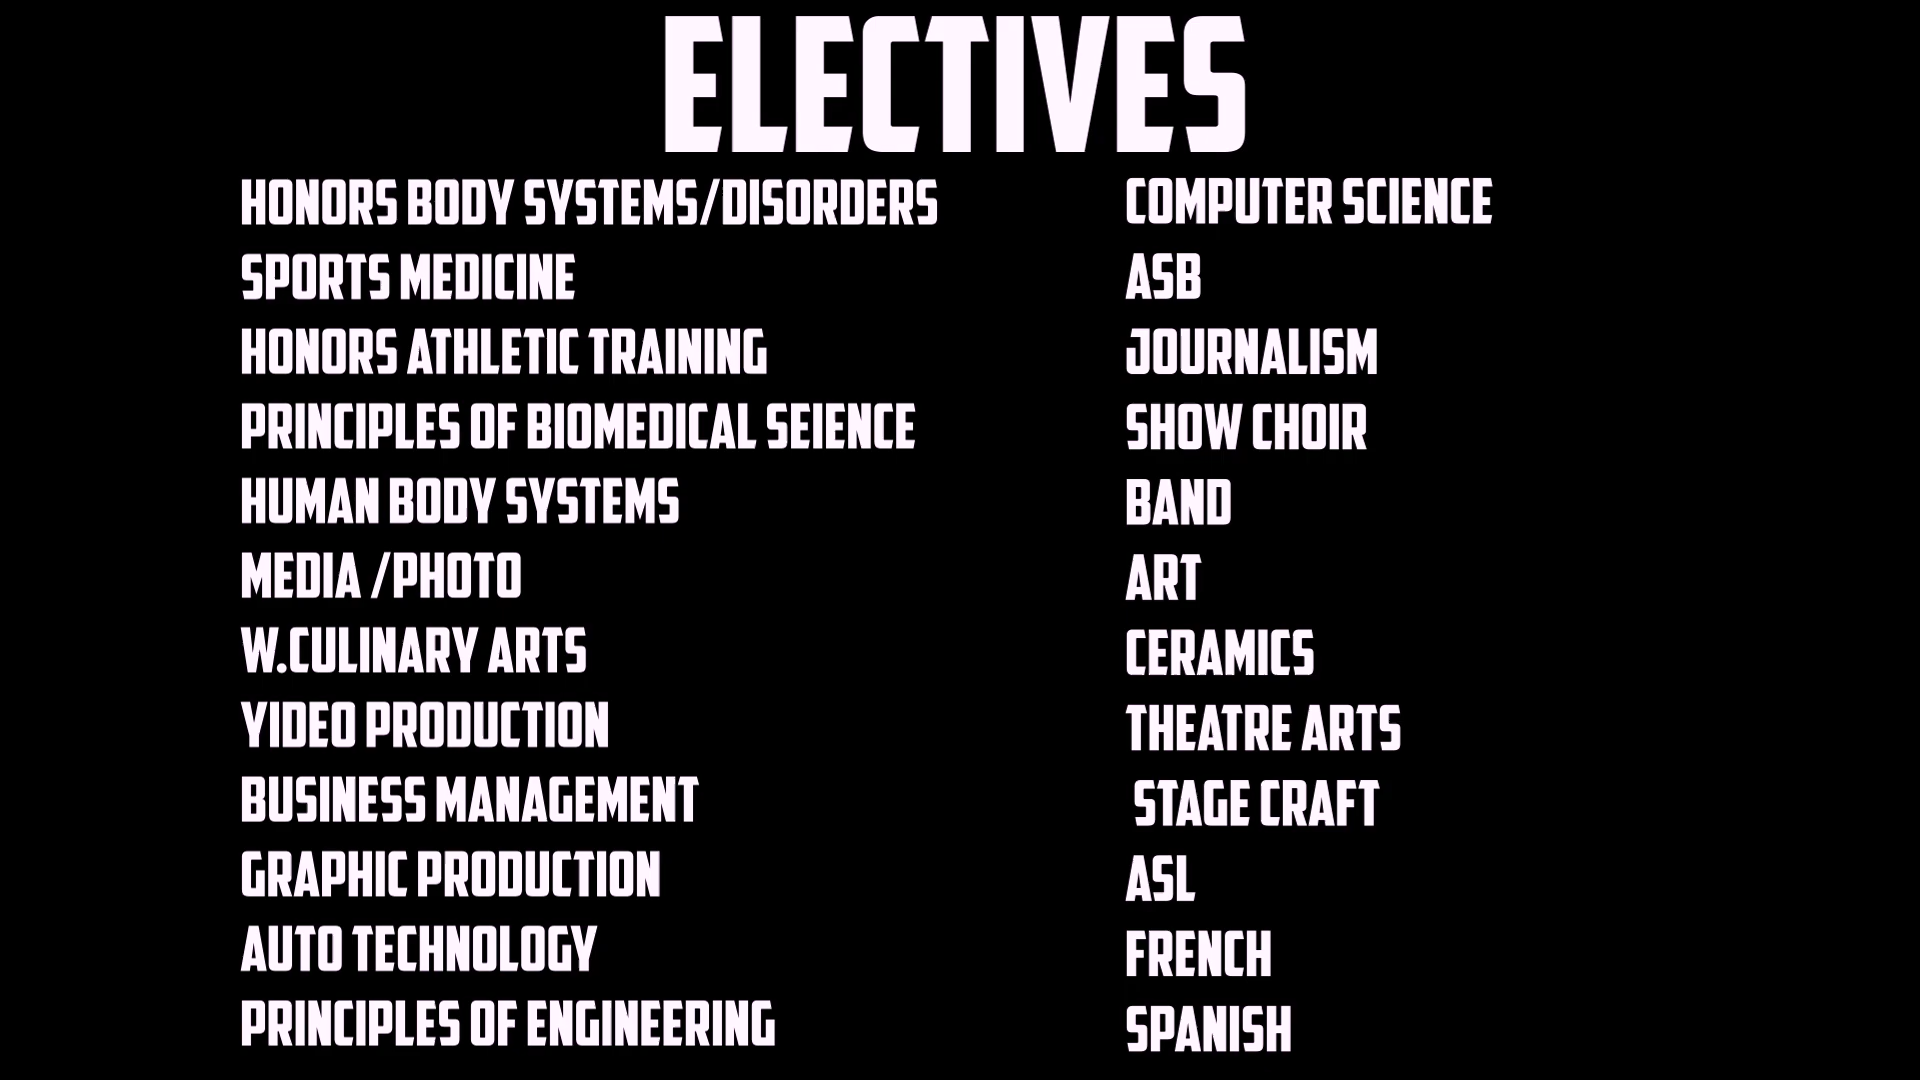 ELECTIVES
HONORS BODY SYSTEMS/DISORDERS
SPORTS MEDICINE
HONORS ATHLETIC TRAINING
PRINCIPLES OF BIOMEDICAL SEIENCE
HUMAN BODY SYSTEMS
MEDIA /PHOTO
W.CULINARY ARTS
YIDEO PRODUCTION
BUSINESS MANAGEMENT
GRAPHIC PRODUCTION
AUTO TECHNOLOGY
PRINCIPLES OF ENGINEERING
COMPUTER SCIENCE
ASB
JOURNALISM
SHOW CHOIR
BAND
ART
CERAMICS
THEATRE ARTS
STAGE CRAFT
ASL
FRENCH
SPANISH